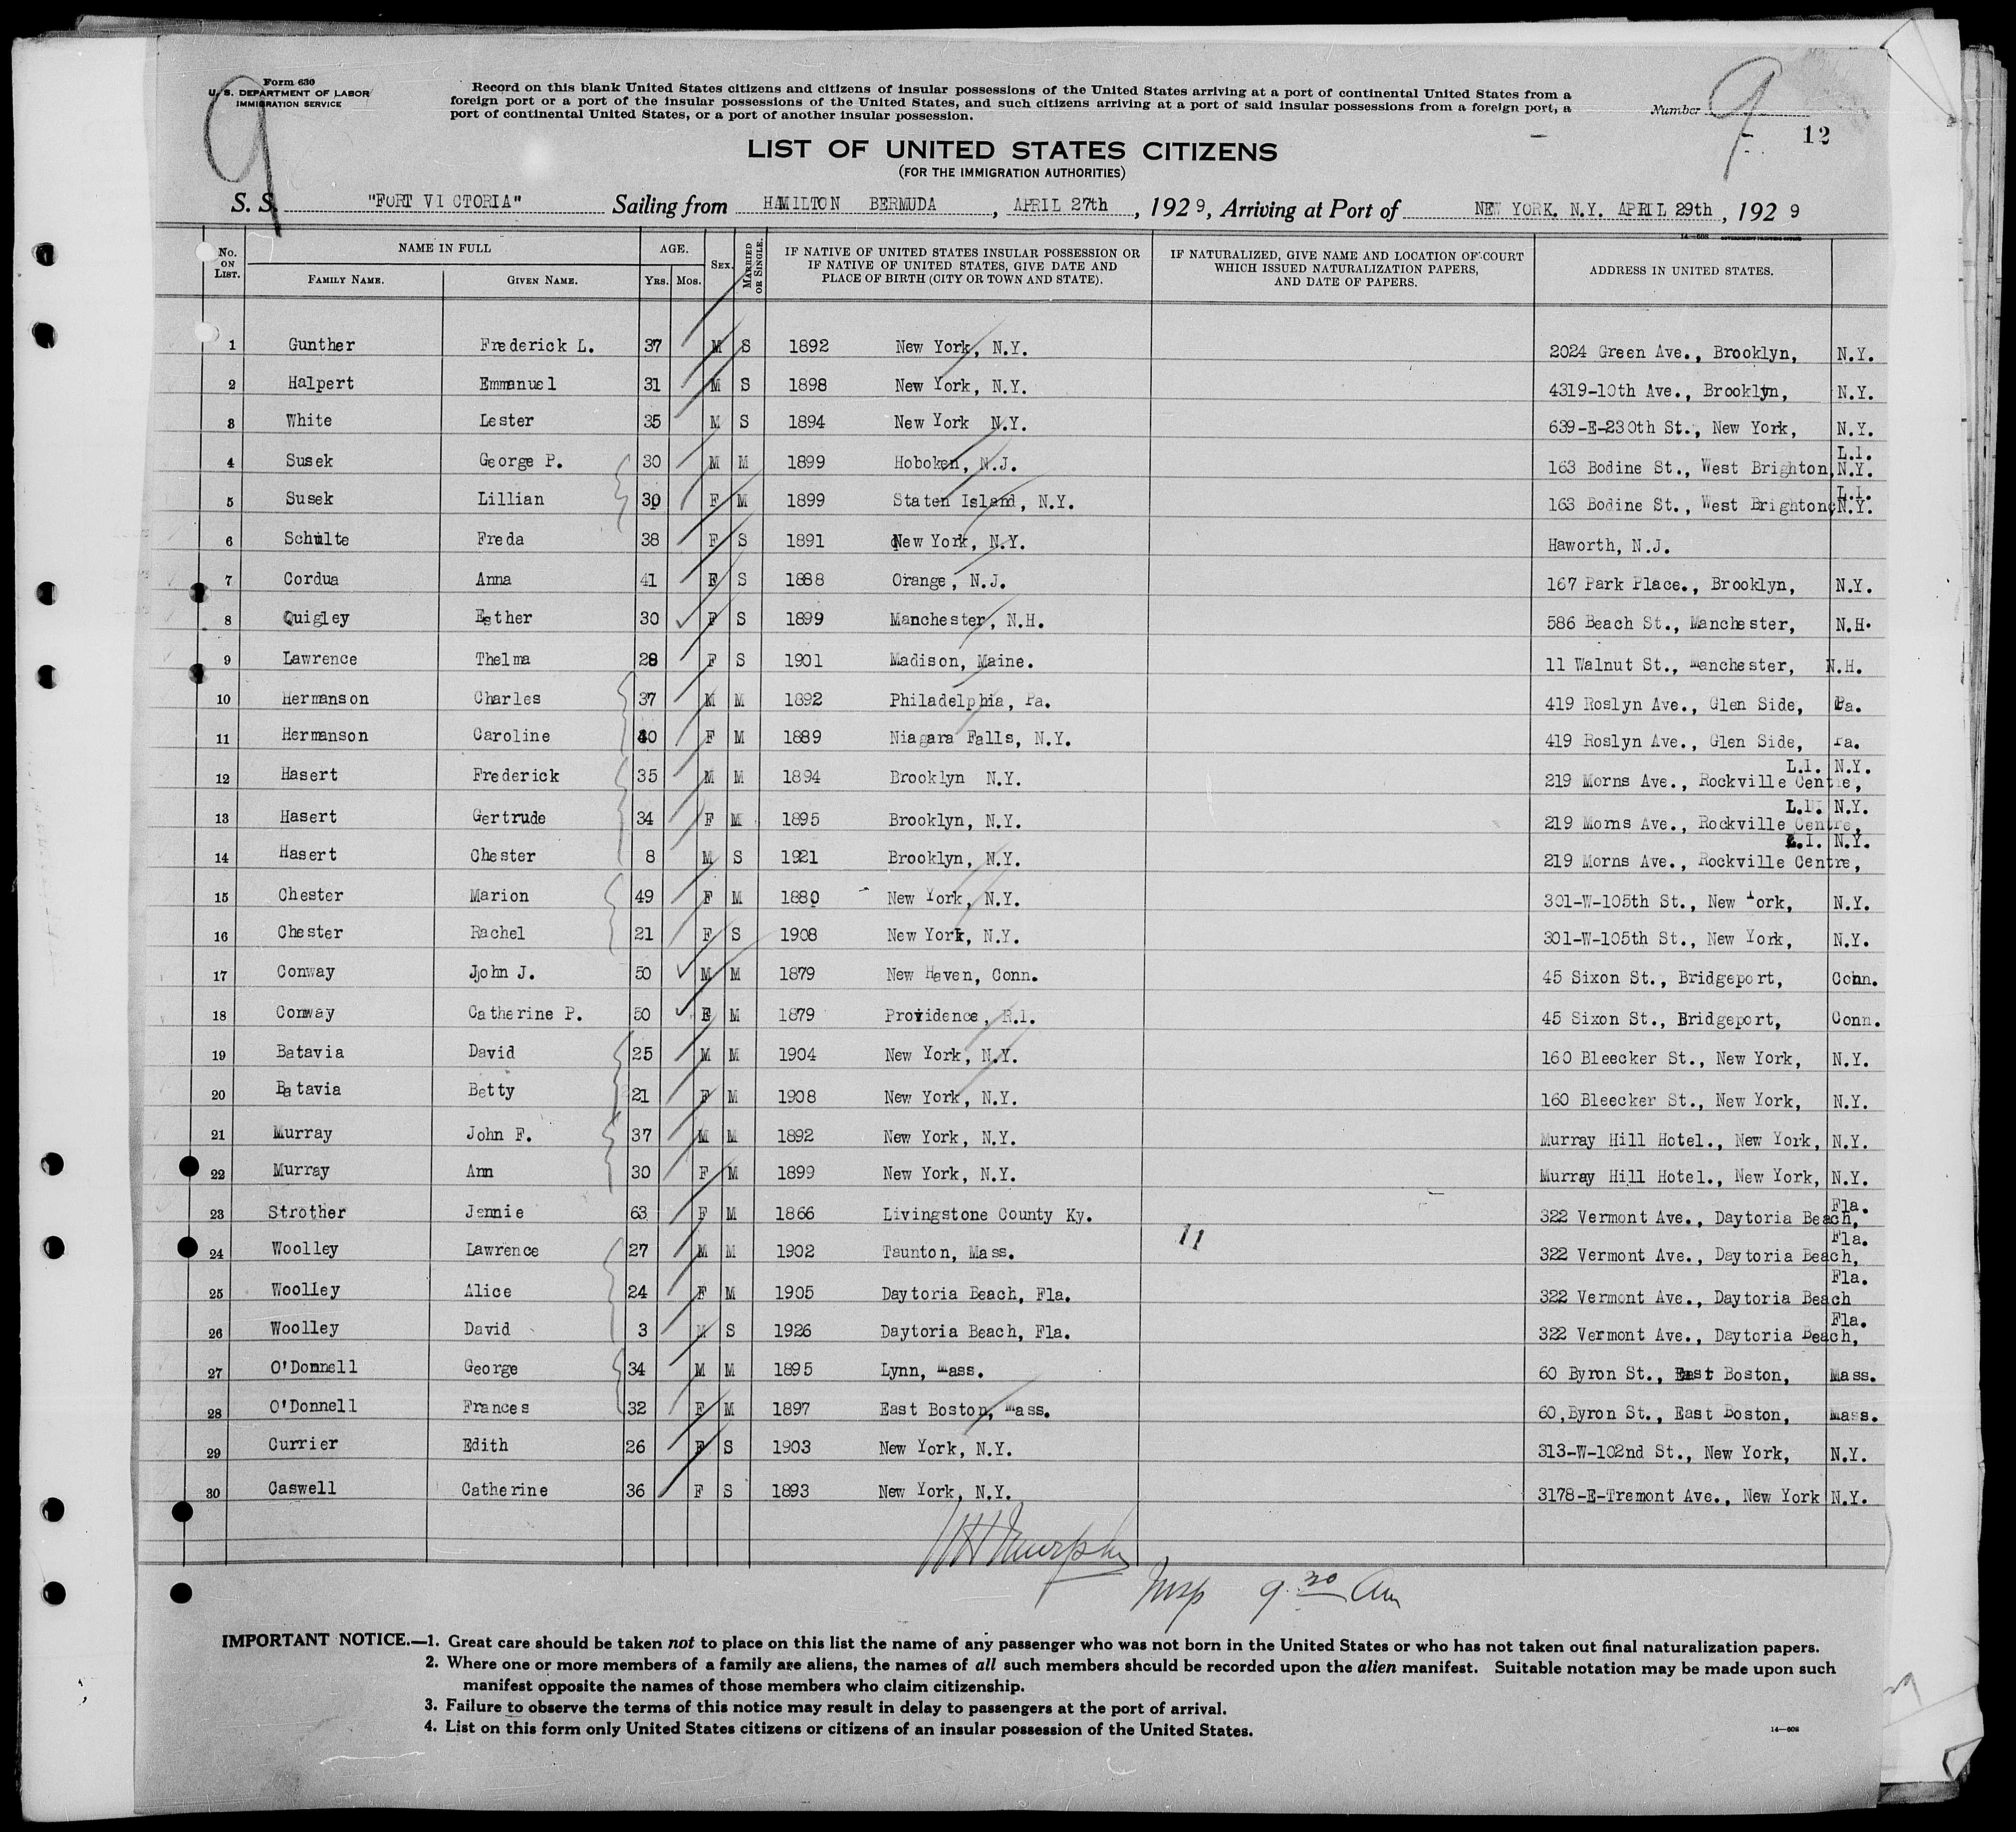 Form 630
U. S. DEPARTMENT OF LABOR
IMMIGRATION SERVICE
9
Record on this blank United States citizens and citizens of insular possessions of the United States arriving at a port of continental United States from a
foreign port or a port of the insular possessions of the United States, and such citizens arriving at a port of said insular possessions from a foreign port, a
port of continental United States, or a port of another insular possession.
Number 9
12
LIST OF UNITED STATES CITIZENS
(FOR THE IMMIGRATION AUTHORITIES)
S. S. "FORT VICTORIA" Sailing from HAMILTON BERMUDA, APRIL 27th, 1929, Arriving at Port of NEW YORK. N.Y. APRIL 29th, 1929
14—608 GOVERNMENT PRINTING OFFICE
No. ON LIST. NAME IN FULL FAMILY NAME. GIVEN NAME. AGE. YRS. MOS. SEX. MARRIED OR SINGLE. IF NATIVE OF UNITED STATES INSULAR POSSESSION OR IF NATIVE OF UNITED STATES, GIVE DATE AND PLACE OF BIRTH (CITY OR TOWN AND STATE). IF NATURALIZED, GIVE NAME AND LOCATION OF COURT WHICH ISSUED NATURALIZATION PAPERS, AND DATE OF PAPERS. ADDRESS IN UNITED STATES.
1 Gunther Frederick L. 37 M S 1892 New York, N.Y. 2024 Green Ave., Brooklyn, N.Y.
2 Halpert Emmanuel 31 M S 1898 New York, N.Y. 4319-10th Ave., Brooklyn, N.Y.
3 White Lester 35 M S 1894 New York N.Y. 639-E-230th St., New York, N.Y.
4 Susek George P. 30 M M 1899 Hoboken, N.J. 163 Bodine St., West Brighton, L.I. N.Y.
5 Susek Lillian 30 F M 1899 Staten Island, N.Y. 163 Bodine St., West Brighton, L.I. N.Y.
6 Schulte Freda 38 F S 1891 New York, N.Y. Haworth, N.J.
7 Cordua Anna 41 F S 1888 Orange, N.J. 167 Park Place., Brooklyn, N.Y.
8 Quigley Esther 30 F S 1899 Manchester, N.H. 586 Beach St., Manchester, N.H.
9 Lawrence Thelma 28 F S 1901 Madison, Maine. 11 Walnut St., Manchester, N.H.
10 Hermanson Charles 37 M M 1892 Philadelphia, Pa. 419 Roslyn Ave., Glen Side, Pa.
11 Hermanson Caroline 40 F M 1889 Niagara Falls, N.Y. 419 Roslyn Ave., Glen Side, Pa.
12 Hasert Frederick 35 M M 1894 Brooklyn N.Y. 219 Morns Ave., Rockville Centre, L.I. N.Y.
13 Hasert Gertrude 34 F M 1895 Brooklyn, N.Y. 219 Morns Ave., Rockville Centre, L.I. N.Y.
14 Hasert Chester 8 M S 1921 Brooklyn, N.Y. 219 Morns Ave., Rockville Centre, L.I. N.Y.
15 Chester Marion 49 F M 1880 New York, N.Y. 301-W-105th St., New York, N.Y.
16 Chester Rachel 21 F S 1908 New York, N.Y. 301-W-105th St., New York, N.Y.
17 Conway John J. 50 M M 1879 New Haven, Conn. 45 Sixon St., Bridgeport, Conn.
18 Conway Catherine P. 50 F M 1879 Providence, R.I. 45 Sixon St., Bridgeport, Conn.
19 Batavia David 25 M M 1904 New York, N.Y. 160 Bleecker St., New York, N.Y.
20 Batavia Betty 21 F M 1908 New York, N.Y. 160 Bleecker St., New York, N.Y.
21 Murray John F. 37 M M 1892 New York, N.Y. Murray Hill Hotel., New York, N.Y.
22 Murray Ann 30 F M 1899 New York, N.Y. Murray Hill Hotel., New York, N.Y.
23 Strother Jennie 63 F M 1866 Livingstone County Ky. 322 Vermont Ave., Daytoria Beach, Fla.
24 Woolley Lawrence 27 M M 1902 Taunton, Mass. 11 322 Vermont Ave., Daytoria Beach, Fla.
25 Woolley Alice 24 F M 1905 Daytoria Beach, Fla. 322 Vermont Ave., Daytoria Beach Fla.
26 Woolley David 3 M S 1926 Daytoria Beach, Fla. 322 Vermont Ave., Daytoria Beach, Fla.
27 O'Donnell George 34 M M 1895 Lynn, Mass. 60 Byron St., East Boston, Mass.
28 O'Donnell Frances 32 F M 1897 East Boston, Mass. 60,Byron St., East Boston, Mass.
29 Currier Edith 26 F S 1903 New York, N.Y. 313-W-102nd St., New York, N.Y.
30 Caswell Catherine 36 F S 1893 New York, N.Y. 3178-E-Tremont Ave., New York N.Y.
Murphy
Insp 9 30 Am
IMPORTANT NOTICE.—1. Great care should be taken not to place on this list the name of any passenger who was not born in the United States or who has not taken out final naturalization papers.
2. Where one or more members of a family are aliens, the names of all such members should be recorded upon the alien manifest. Suitable notation may be made upon such
manifest opposite the names of those members who claim citizenship.
3. Failure to observe the terms of this notice may result in delay to passengers at the port of arrival.
4. List on this form only United States citizens or citizens of an insular possession of the United States.
14—608